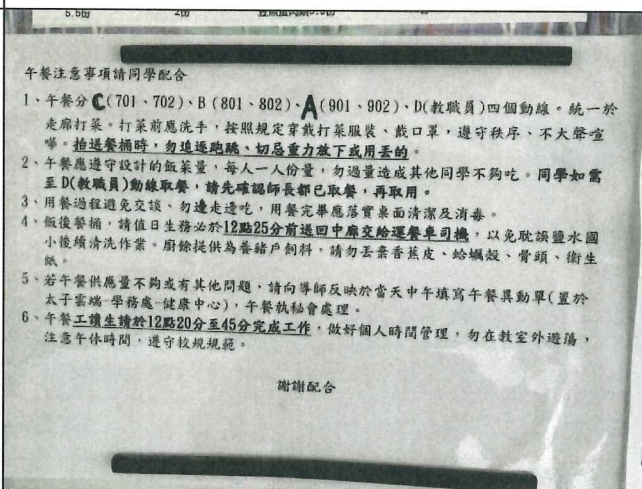 5.5份 2份
午餐注意事項請同學配合
1、午餐分C(701、702)、B(801、802)、A(901、902)、D(教職員)四個動線。統一於
走廊打菜。打菜前應洗手,按照規定穿戴打菜服裝、戴口罩,遵守秩序、不大聲喧
嘩。抬送餐桶時,勿追逐跑跳、切忌重力放下或用丟的。
2、午餐應遵守設計的飯菜量,每人一人份量,勿過量造成其他同學不夠吃。同學如需
至D(教職員)動線取餐,請先確認師長都已取餐,再取用。
3、用餐過程避免交談、勿邊走邊吃,用餐完畢應落實桌面清潔及消毒。
4、飯後餐桶,請值日生務必於12點25分前送回中廊交給運餐車司機,以免耽誤鹽水國
小後續清洗作業。廚餘提供為養豬戶飼料,請勿丟棄香蕉皮、蛤蠣殼、骨頭、衛生
紙。
5、若午餐供應量不夠或有其他問題,請向導師反映於當天中午填寫午餐異動單(置於
太子雲端-學務處-健康中心),午餐執秘會處理。
6、午餐工讀生請於12點20分至45分完成工作,做好個人時間管理,勿在教室外遊蕩,
注意午休時間,遵守校規規範。
謝謝配合